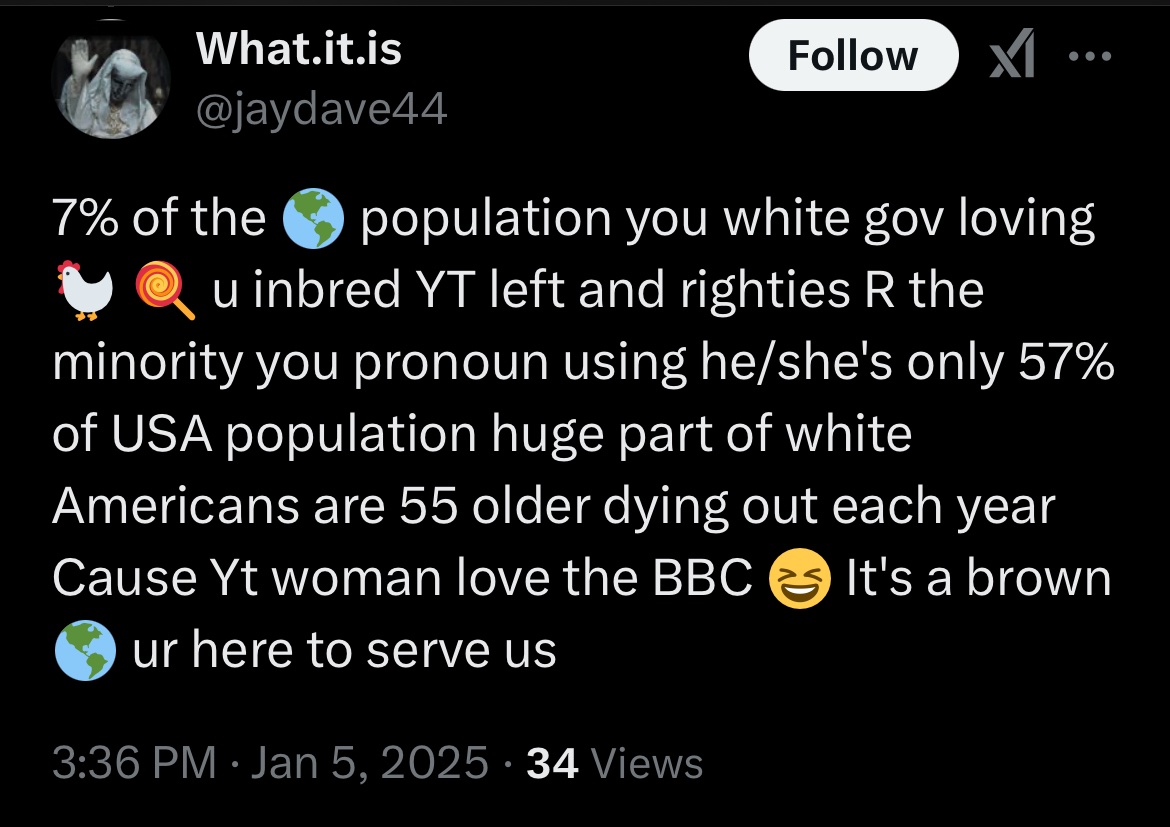 What.it.is
Follow
@jaydave44
7% of the 🌎 population you white gov loving
🐓 🍭 u inbred YT left and righties R the
minority you pronoun using he/she's only 57%
of USA population huge part of white
Americans are 55 older dying out each year
Cause Yt woman love the BBC 😆 It's a brown
🌎 ur here to serve us
3:36 PM · Jan 5, 2025 · 34 Views